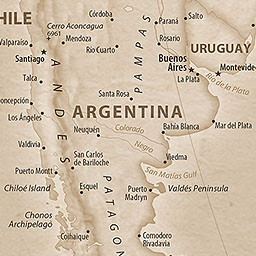 HILE
Córdoba
Cerro Aconcagua
6961
Valparaíso
Mendoza
Santiago
Río Cuarto
PAMPAS
Paraná
Salto
Rosario
URUGUAY
Buenos
Aires
Montevide
La Plata
Río de la Plata
Talca
Santa Rosa
oncepción
ANDES
ARGENTINA
Los Ángeles
Neuquén
Colorado
Bahía Blanca
Mar del Plata
Negro
Valdivia
San Carlos
de Bariloche
Viedma
San Matías Gulf
Puerto Montt
Chiloé Island
Esquel
Puerto
Madryn
Valdés Peninsula
Chonos
Archipelago
PATAGON
Coihaique
Comodoro
Rivadavia